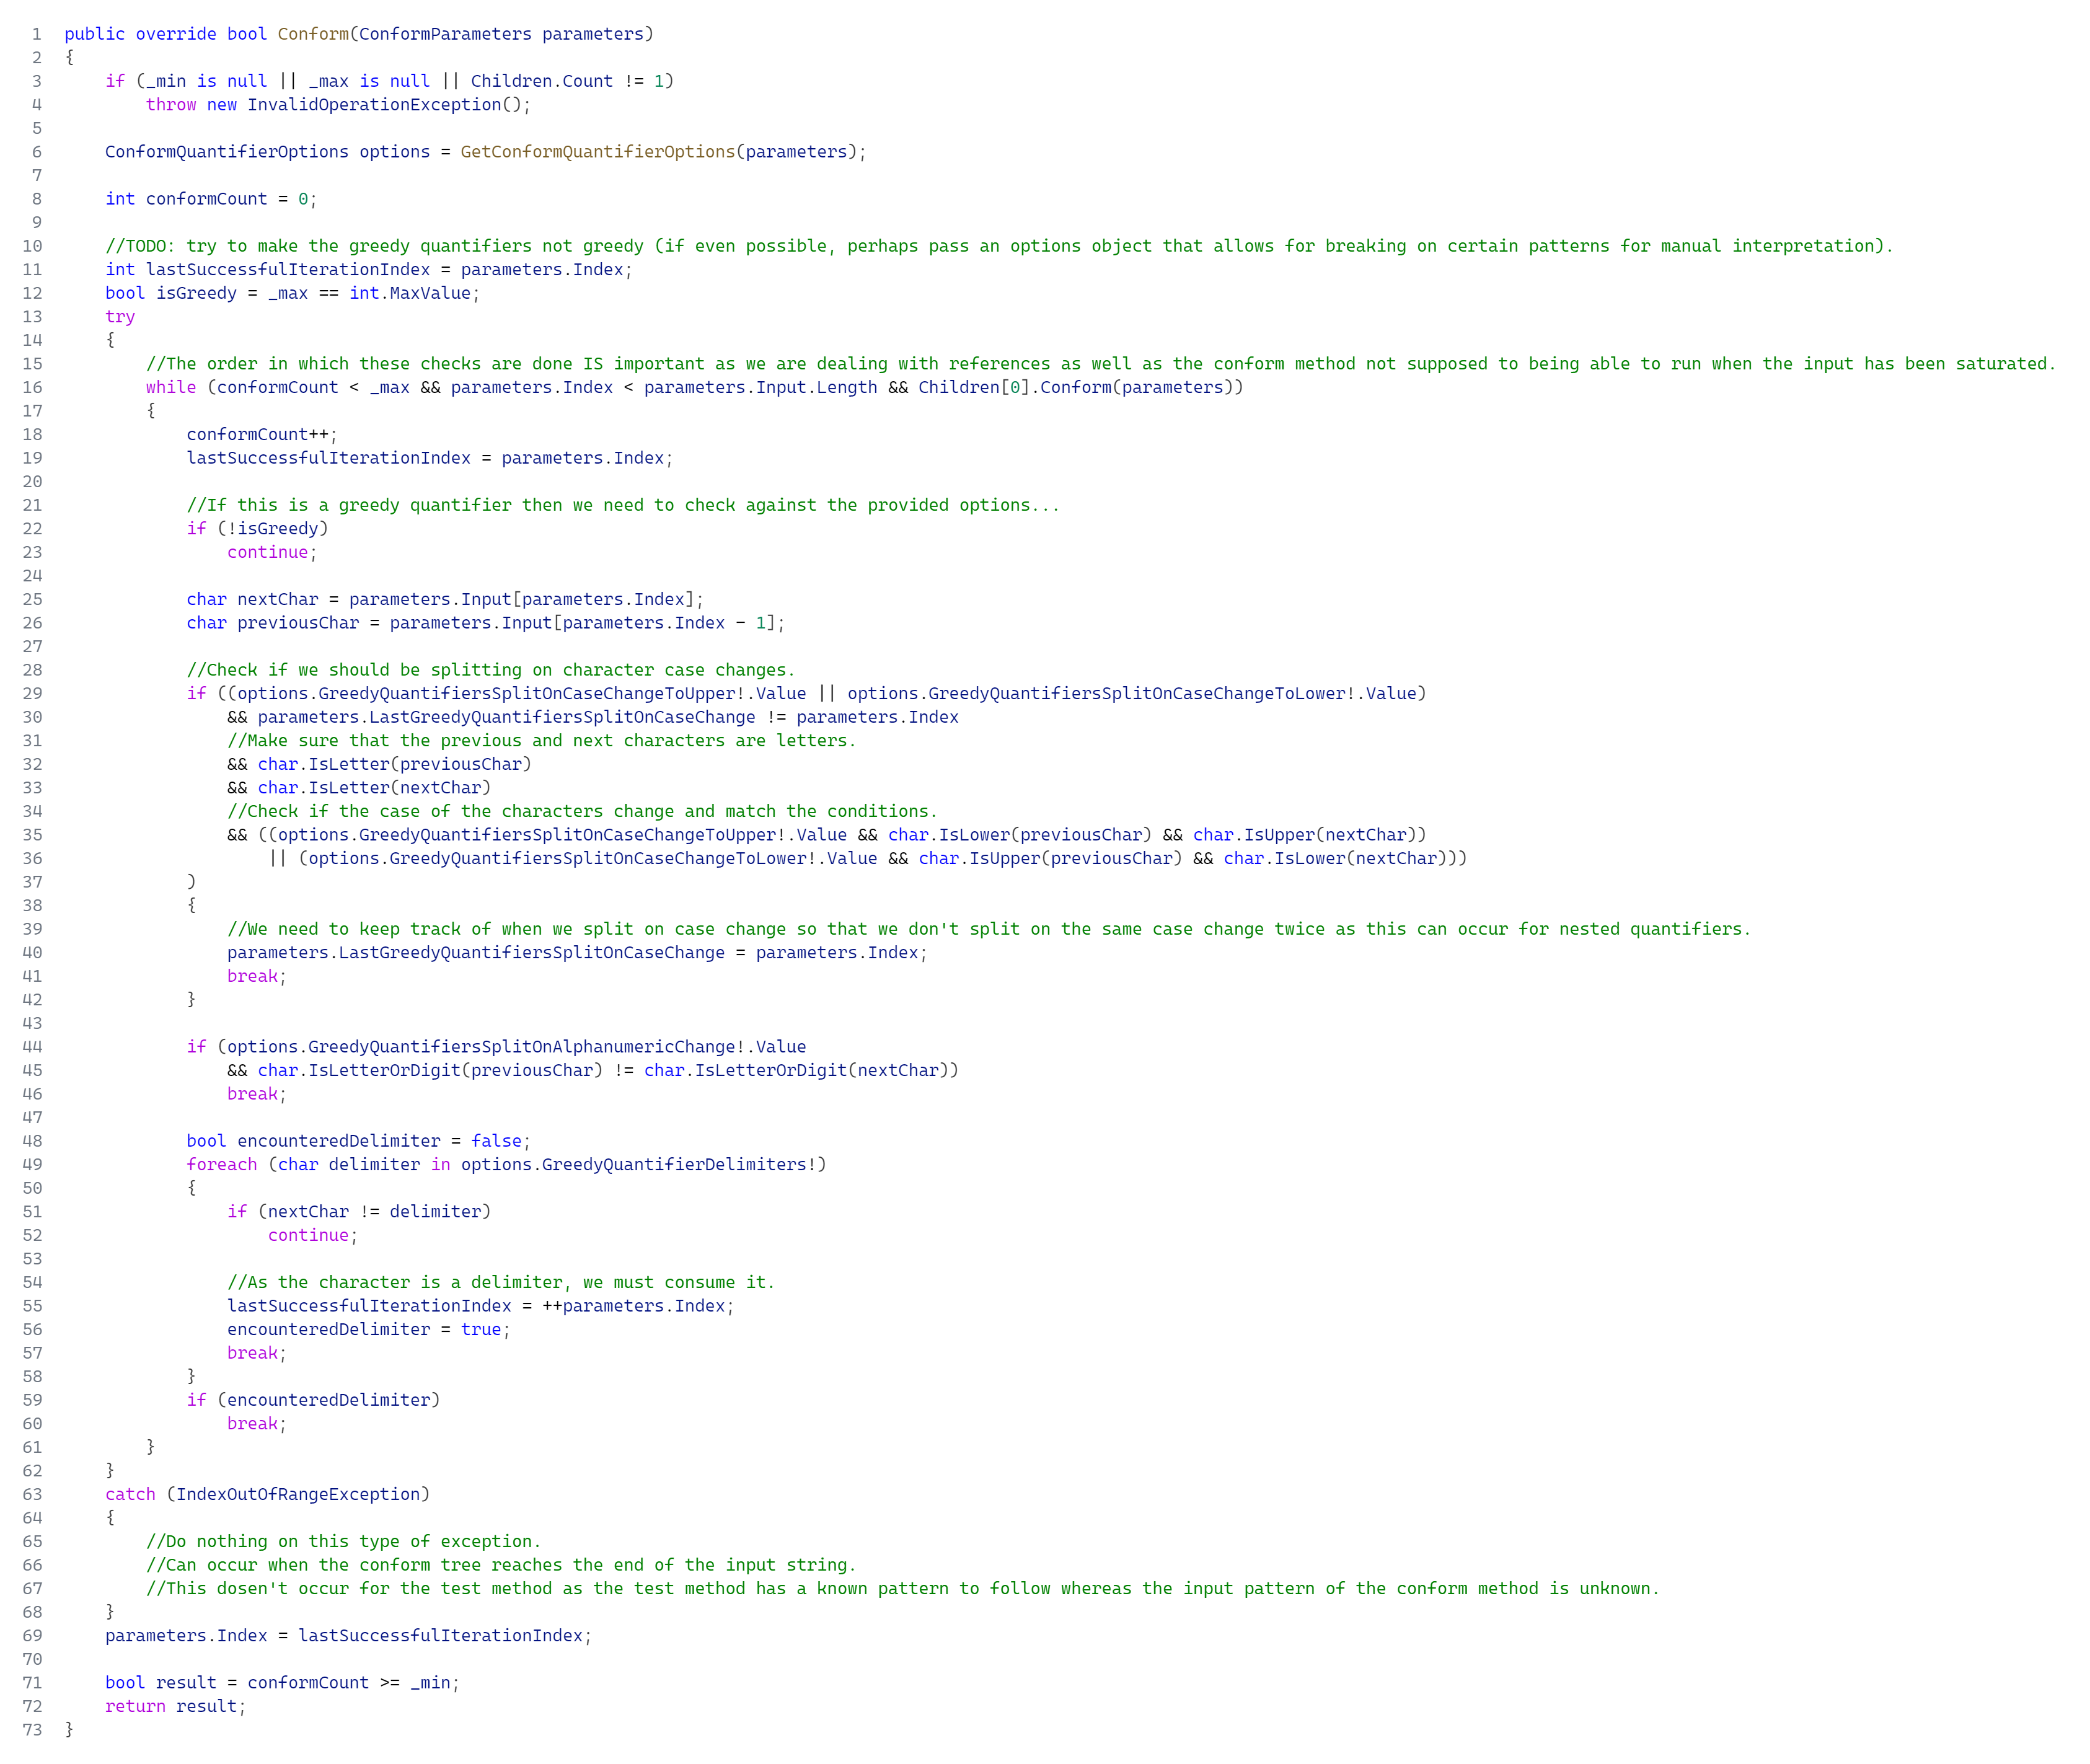 1 public override bool Conform(ConformParameters parameters)
2 {
3     if (_min is null || _max is null || Children.Count != 1)
4         throw new InvalidOperationException();
5
6     ConformQuantifierOptions options = GetConformQuantifierOptions(parameters);
7
8     int conformCount = 0;
9
10     //TODO: try to make the greedy quantifiers not greedy (if even possible, perhaps pass an options object that allows for breaking on certain patterns for manual interpretation).
11     int lastSuccessfulIterationIndex = parameters.Index;
12     bool isGreedy = _max == int.MaxValue;
13     try
14     {
15         //The order in which these checks are done IS important as we are dealing with references as well as the conform method not supposed to being able to run when the input has been saturated.
16         while (conformCount < _max && parameters.Index < parameters.Input.Length && Children[0].Conform(parameters))
17         {
18             conformCount++;
19             lastSuccessfulIterationIndex = parameters.Index;
20
21             //If this is a greedy quantifier then we need to check against the provided options...
22             if (!isGreedy)
23                 continue;
24
25             char nextChar = parameters.Input[parameters.Index];
26             char previousChar = parameters.Input[parameters.Index - 1];
27
28             //Check if we should be splitting on character case changes.
29             if ((options.GreedyQuantifiersSplitOnCaseChangeToUpper!.Value || options.GreedyQuantifiersSplitOnCaseChangeToLower!.Value)
30                 && parameters.LastGreedyQuantifiersSplitOnCaseChange != parameters.Index
31                 //Make sure that the previous and next characters are letters.
32                 && char.IsLetter(previousChar)
33                 && char.IsLetter(nextChar)
34                 //Check if the case of the characters change and match the conditions.
35                 && ((options.GreedyQuantifiersSplitOnCaseChangeToUpper!.Value && char.IsLower(previousChar) && char.IsUpper(nextChar))
36                     || (options.GreedyQuantifiersSplitOnCaseChangeToLower!.Value && char.IsUpper(previousChar) && char.IsLower(nextChar)))
37             )
38             {
39                 //We need to keep track of when we split on case change so that we don't split on the same case change twice as this can occur for nested quantifiers.
40                 parameters.LastGreedyQuantifiersSplitOnCaseChange = parameters.Index;
41                 break;
42             }
43
44             if (options.GreedyQuantifiersSplitOnAlphanumericChange!.Value
45                 && char.IsLetterOrDigit(previousChar) != char.IsLetterOrDigit(nextChar))
46                 break;
47
48             bool encounteredDelimiter = false;
49             foreach (char delimiter in options.GreedyQuantifierDelimiters!)
50             {
51                 if (nextChar != delimiter)
52                     continue;
53
54                 //As the character is a delimiter, we must consume it.
55                 lastSuccessfulIterationIndex = ++parameters.Index;
56                 encounteredDelimiter = true;
57                 break;
58             }
59             if (encounteredDelimiter)
60                 break;
61         }
62     }
63     catch (IndexOutOfRangeException)
64     {
65         //Do nothing on this type of exception.
66         //Can occur when the conform tree reaches the end of the input string.
67         //This dosen't occur for the test method as the test method has a known pattern to follow whereas the input pattern of the conform method is unknown.
68     }
69     parameters.Index = lastSuccessfulIterationIndex;
70
71     bool result = conformCount >= _min;
72     return result;
73 }